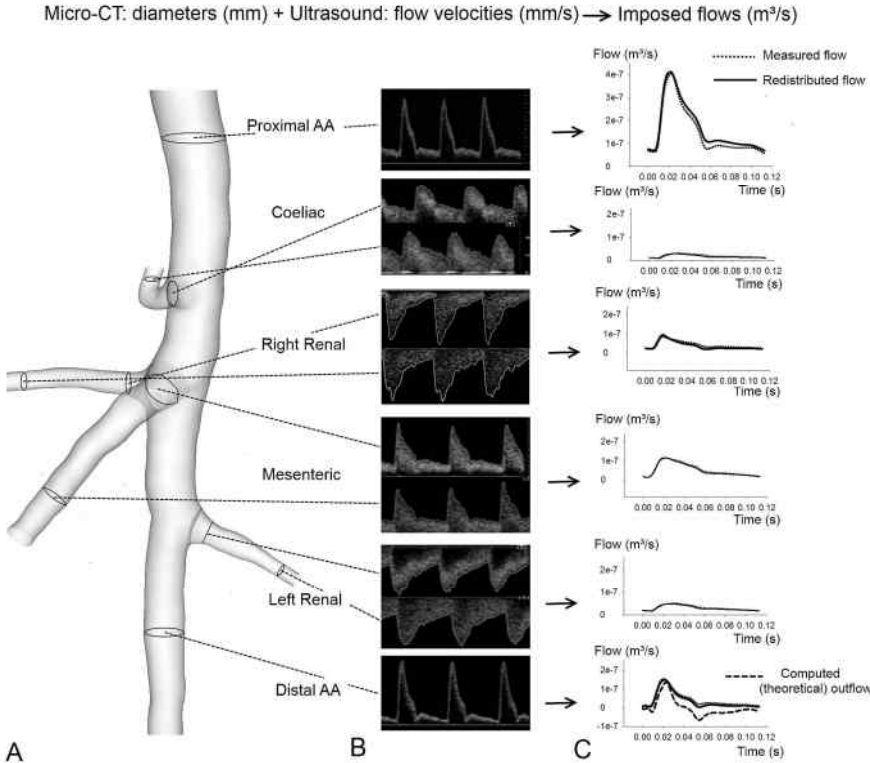 Micro-CT: diameters (mm) + Ultrasound: flow velocities (mm/s) → Imposed flows (m³/s)
Proximal AA
Coeliac
Right Renal
Mesenteric
Left Renal
Distal AA
A
B
Flow (m³/s)
Measured flow
Redistributed flow
4e-7
3e-7
2e-7
1e-7
0
0.00 0.02 0.04 0.06 0.08 0.10 0.12
Time (s)
Flow (m³/s)
2e-7
1e-7
0
0.00 0.02 0.04 0.06 0.08 0.10 0.12
Time (s)
Flow (m³/s)
2e-7
1e-7
0
0.00 0.02 0.04 0.06 0.08 0.10 0.12
Time (s)
Flow (m³/s)
2e-7
1e-7
0
0.00 0.02 0.04 0.06 0.08 0.10 0.12
Time (s)
Flow (m³/s)
2e-7
1e-7
0
0.00 0.02 0.04 0.06 0.08 0.10 0.12
Time (s)
Flow (m³/s)
Computed
(theoretical) outflow
2e-7
1e-7
0
-1e-7
0.00 0.02 0.04 0.06 0.08 0.10 0.12
Time (s)
C